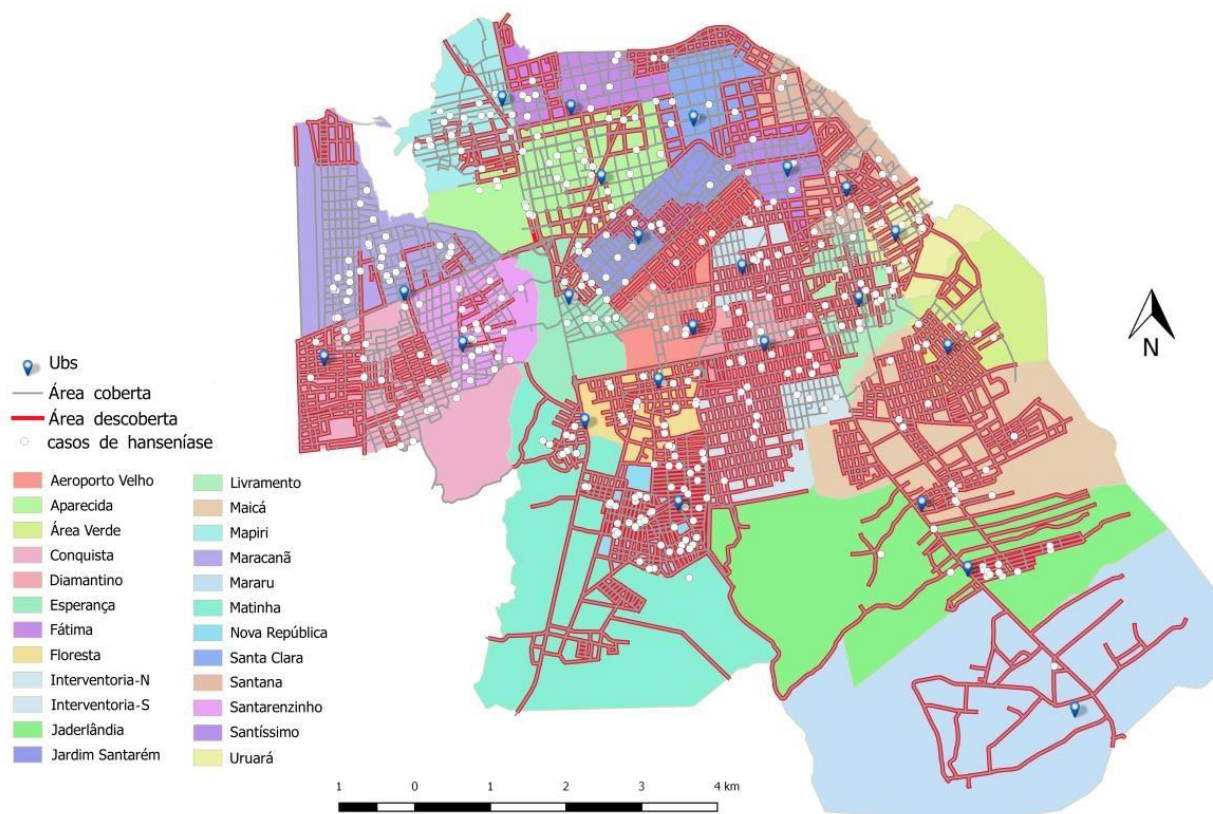 N
Ubs
Área coberta
Área descoberta
casos de hanseníase
Aeroporto Velho
Aparecida
Área Verde
Conquista
Diamantino
Esperança
Fátima
Floresta
Interventoria-N
Interventoria-S
Jaderlândia
Jardim Santarém
Livramento
Maicá
Mapiri
Maracanã
Mararu
Matinha
Nova República
Santa Clara
Santana
Santarenzinho
Santíssimo
Uruará
1 0 1 2 3 4 km